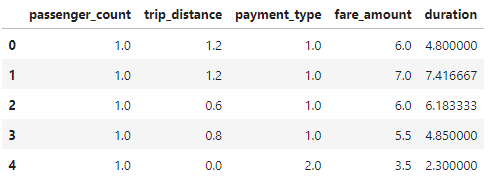 passenger_count trip_distance payment_type fare_amount duration
0 1.0 1.2 1.0 6.0 4.800000
1 1.0 1.2 1.0 7.0 7.416667
2 1.0 0.6 1.0 6.0 6.183333
3 1.0 0.8 1.0 5.5 4.850000
4 1.0 0.0 2.0 3.5 2.300000